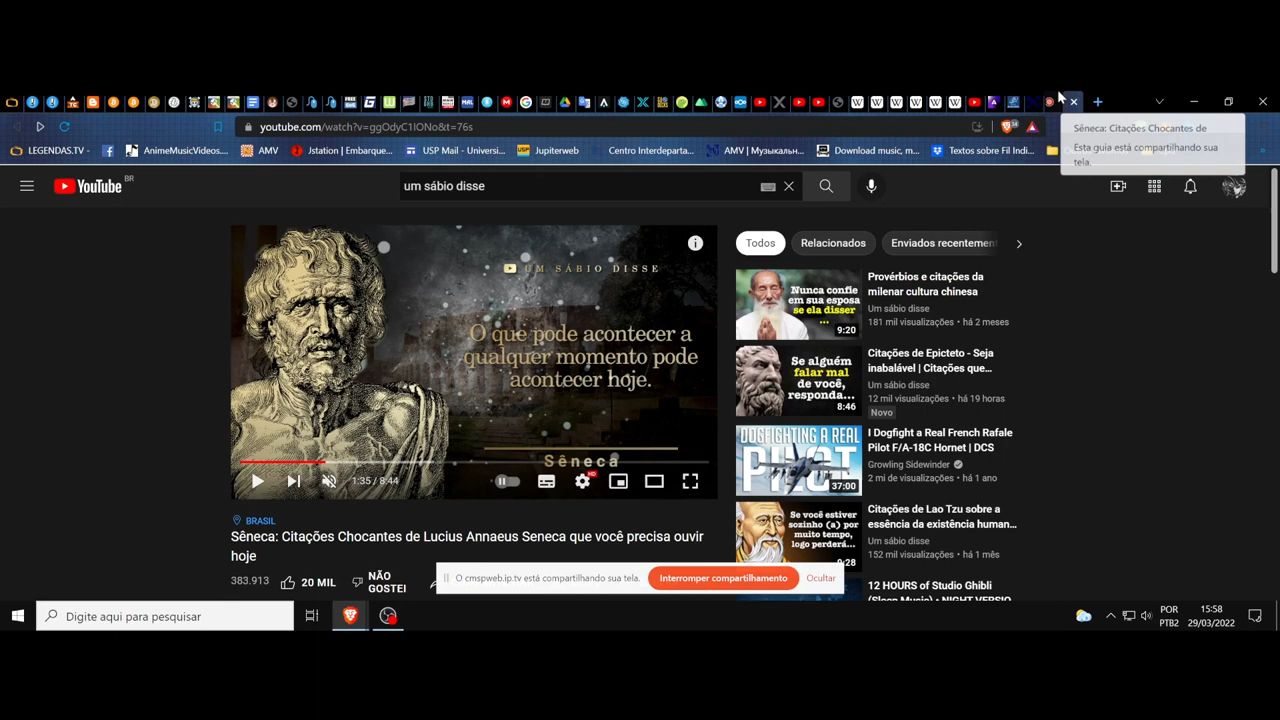 youtube.com/watch?v=ggOdyC1IONo&t=76s
Sêneca: Citações Chocantes de
Esta guia está compartilhando sua
tela.
LEGENDAS.TV -
AnimeMusicVideos...
AMV
Jstation | Embarque...
USP Mail - Universi...
Jupiterweb
Centro Interdeparta...
AMV | Музыкальн...
Download music, m...
Textos sobre Fil Indi...
YouTube BR
um sábio disse
UM SÁBIO DISSE
O que pode acontecer a
qualquer momento pode
acontecer hoje.
Sêneca
1:35 / 8:44
HD
BRASIL
Sêneca: Citações Chocantes de Lucius Annaeus Seneca que você precisa ouvir
hoje
383.913
20 MIL
NÃO
GOSTEI
Todos
Relacionados
Enviados recentement
Nunca confie
em sua esposa
se ela disser
...
9:20
Provérbios e citações da
milenar cultura chinesa
Um sábio disse
181 mil visualizações • há 2 meses
Se alguém
falar mal
de você,
responda...
8:46
Citações de Epicteto - Seja
inabalável | Citações que...
Um sábio disse
12 mil visualizações • há 19 horas
Novo
DOGFIGHTING A REAL
PILOT
37:00
I Dogfight a Real French Rafale
Pilot F/A-18C Hornet | DCS
Growling Sidewinder
2 mi de visualizações • há 1 ano
Se você estiver
sozinho (a) por
muito tempo,
logo perderá...
9:28
Citações de Lao Tzu sobre a
essência da existência human...
Um sábio disse
152 mil visualizações • há 1 mês
12 HOURS of Studio Ghibli
O cmspweb.ip.tv está compartilhando sua tela.
Interromper compartilhamento
Ocultar
Digite aqui para pesquisar
POR
PTB2
15:58
29/03/2022